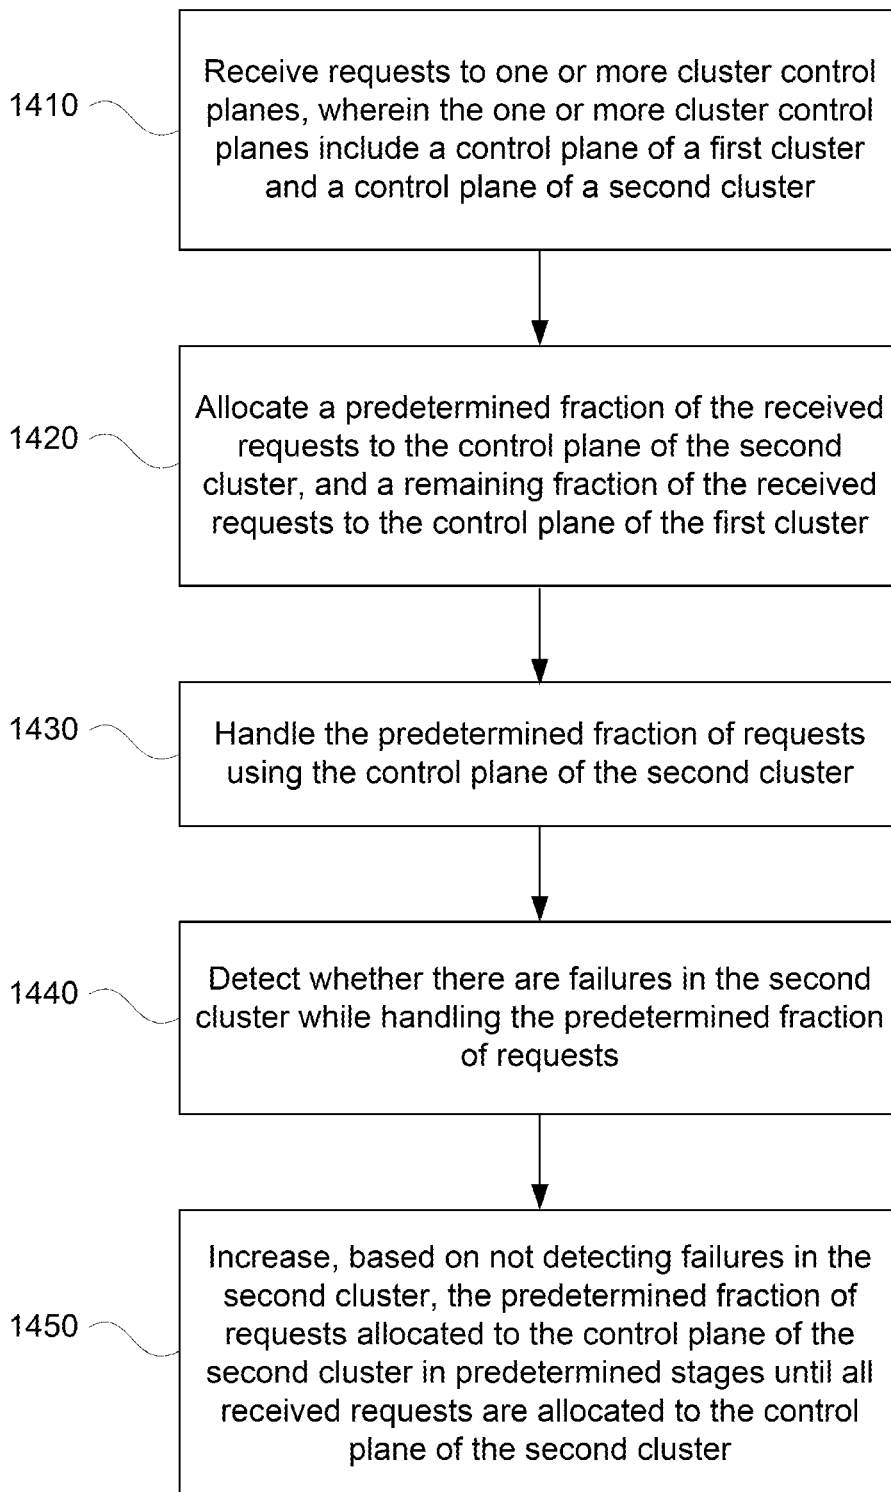 1410
Receive requests to one or more cluster control
planes, wherein the one or more cluster control
planes include a control plane of a first cluster
and a control plane of a second cluster
1420
Allocate a predetermined fraction of the received
requests to the control plane of the second
cluster, and a remaining fraction of the received
requests to the control plane of the first cluster
1430
Handle the predetermined fraction of requests
using the control plane of the second cluster
1440
Detect whether there are failures in the second
cluster while handling the predetermined fraction
of requests
1450
Increase, based on not detecting failures in the
second cluster, the predetermined fraction of
requests allocated to the control plane of the
second cluster in predetermined stages until all
received requests are allocated to the control
plane of the second cluster